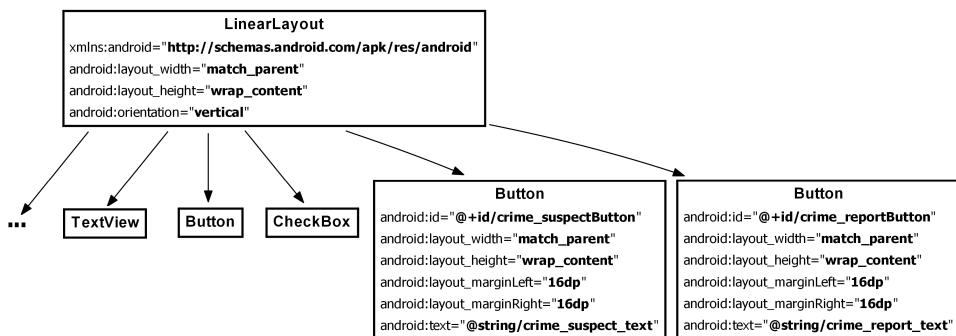 LinearLayout
xmlns:android="http://schemas.android.com/apk/res/android"
android:layout_width="match_parent"
android:layout_height="wrap_content"
android:orientation="vertical"
...
TextView
Button
CheckBox
Button
android:id="@+id/crime_suspectButton"
android:layout_width="match_parent"
android:layout_height="wrap_content"
android:layout_marginLeft="16dp"
android:layout_marginRight="16dp"
android:text="@string/crime_suspect_text"
Button
android:id="@+id/crime_reportButton"
android:layout_width="match_parent"
android:layout_height="wrap_content"
android:layout_marginLeft="16dp"
android:layout_marginRight="16dp"
android:text="@string/crime_report_text"